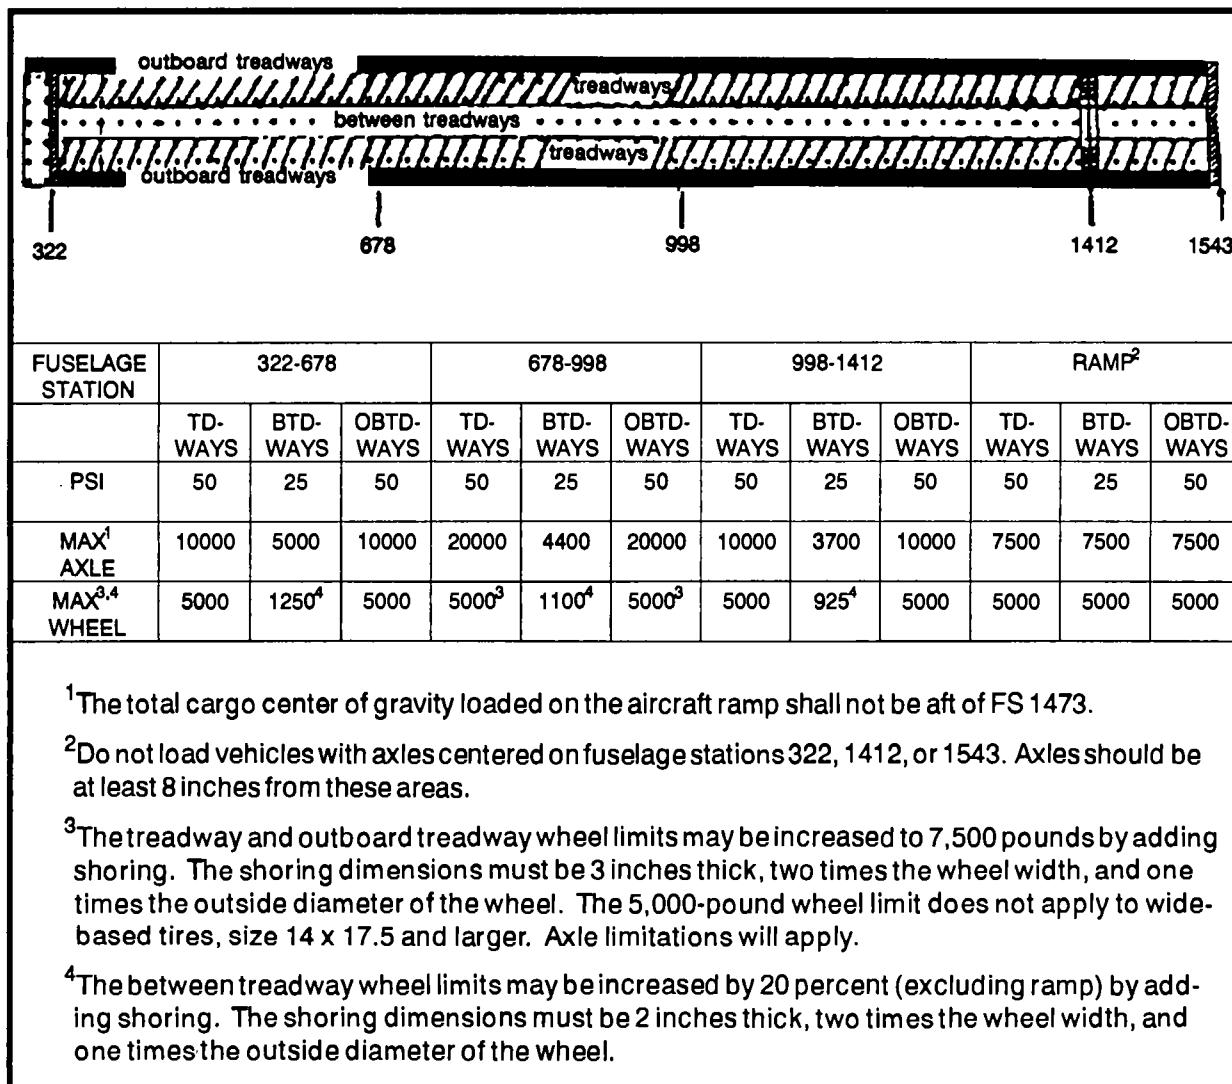 outboard treadways
treadways
between treadways
treadways
outboard treadways
322 678 998 1412 1543
FUSELAGE STATION 322-678 678-998 998-1412 RAMP²
TD-WAYS BTD-WAYS OBTD-WAYS TD-WAYS BTD-WAYS OBTD-WAYS TD-WAYS BTD-WAYS OBTD-WAYS TD-WAYS BTD-WAYS OBTD-WAYS
PSI 50 25 50 50 25 50 50 25 50 50 25 50
MAX¹ AXLE 10000 5000 10000 20000 4400 20000 10000 3700 10000 7500 7500 7500
MAX³,⁴ WHEEL 5000 1250⁴ 5000 5000³ 1100⁴ 5000³ 5000 925⁴ 5000 5000 5000 5000
¹The total cargo center of gravity loaded on the aircraft ramp shall not be aft of FS 1473.
²Do not load vehicles with axles centered on fuselage stations 322, 1412, or 1543. Axles should be
at least 8 inches from these areas.
³The treadway and outboard treadway wheel limits may be increased to 7,500 pounds by adding
shoring. The shoring dimensions must be 3 inches thick, two times the wheel width, and one
times the outside diameter of the wheel. The 5,000-pound wheel limit does not apply to wide-
based tires, size 14 x 17.5 and larger. Axle limitations will apply.
⁴The between treadway wheel limits may be increased by 20 percent (excluding ramp) by add-
ing shoring. The shoring dimensions must be 2 inches thick, two times the wheel width, and
one times the outside diameter of the wheel.